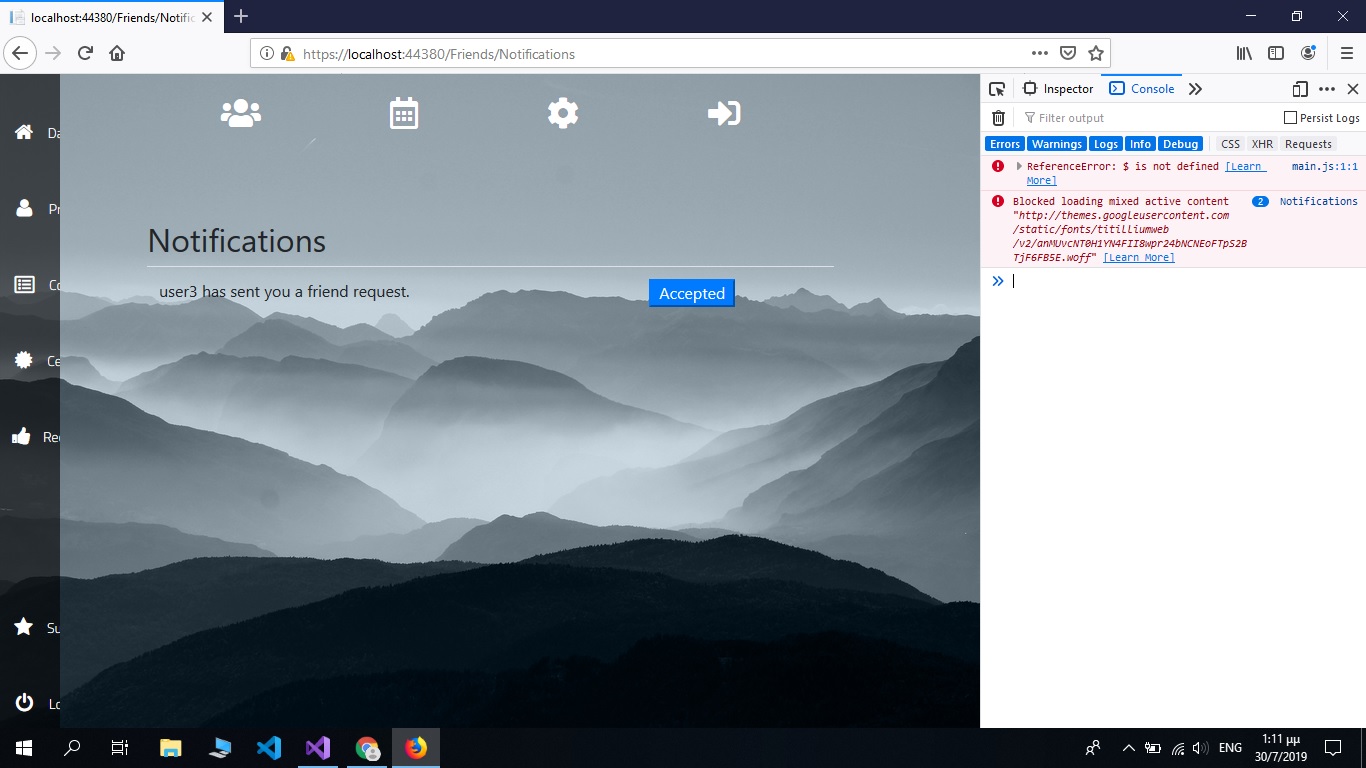 localhost:44380/Friends/Notific
https://localhost:44380/Friends/Notifications
Da
Pr
Co
Ce
Re
Su
Lo
Notifications
user3 has sent you a friend request.
Accepted
Inspector
Console
Filter output
Persist Logs
Errors Warnings Logs Info Debug CSS XHR Requests
ReferenceError: $ is not defined [Learn main.js:1:1
More]
Blocked loading mixed active content 2 Notifications
"http://themes.googleusercontent.com
/static/fonts/titilliumweb
/v2/anMUvcNT0H1YN4FII8wpr24bNCNEoFTpS2B
TjF6FB5E.woff" [Learn More]
ENG
1:11 μμ
30/7/2019